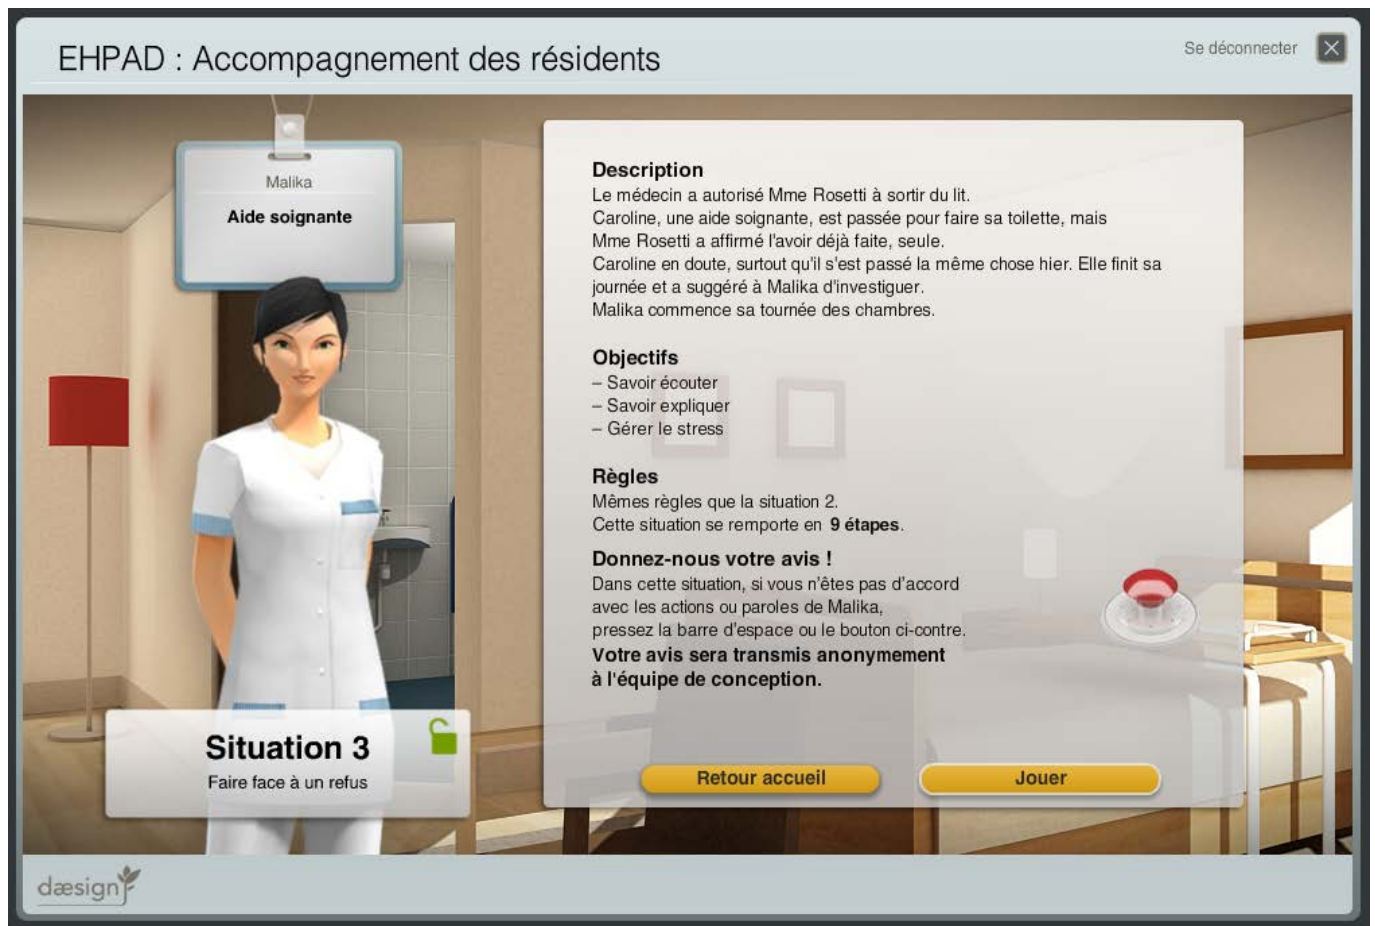 EHPAD : Accompagnement des résidents
Se déconnecter
Malika
Aide soignante
Description
Le médecin a autorisé Mme Rosetti à sortir du lit.
Caroline, une aide soignante, est passée pour faire sa toilette, mais
Mme Rosetti a affirmé l'avoir déjà faite, seule.
Caroline en doute, surtout qu'il s'est passé la même chose hier. Elle finit sa
journée et a suggéré à Malika d'investiguer.
Malika commence sa tournée des chambres.
Objectifs
– Savoir écouter
– Savoir expliquer
– Gérer le stress
Règles
Mêmes règles que la situation 2.
Cette situation se remporte en 9 étapes.
Donnez-nous votre avis !
Dans cette situation, si vous n'êtes pas d'accord
avec les actions ou paroles de Malika,
pressez la barre d'espace ou le bouton ci-contre.
Votre avis sera transmis anonymement
à l'équipe de conception.
Situation 3
Faire face à un refus
Retour accueil
Jouer
dæsign